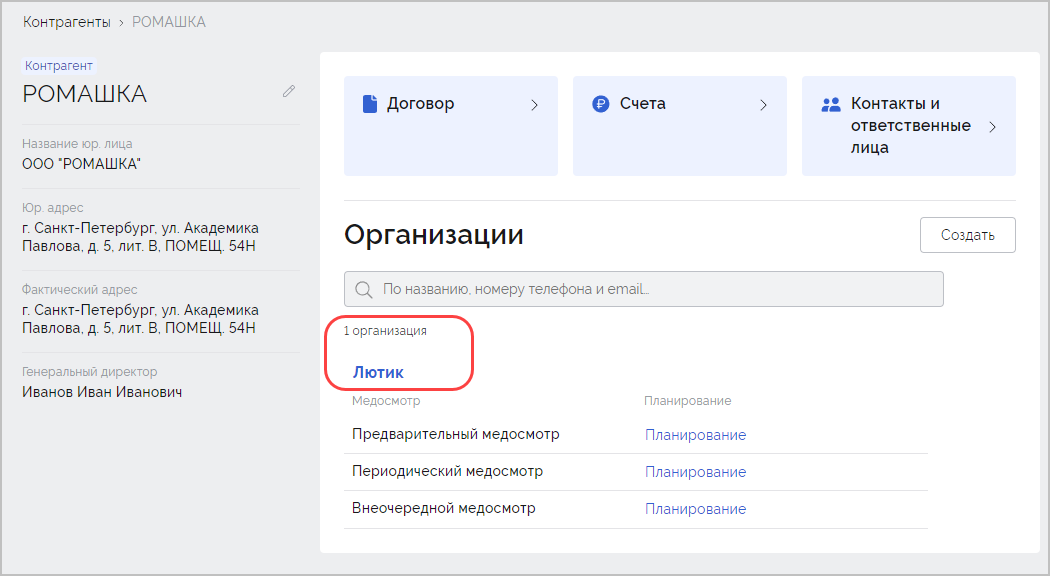 Контрагенты › РОМАШКА
Контрагент
РОМАШКА
Название юр. лица
ООО "РОМАШКА"
Юр. адрес
г. Санкт-Петербург, ул. Академика
Павлова, д. 5, лит. В, ПОМЕЩ. 54Н
Фактический адрес
г. Санкт-Петербург, ул. Академика
Павлова, д. 5, лит. В, ПОМЕЩ. 54Н
Генеральный директор
Иванов Иван Иванович
Договор
Счета
Контакты и
ответственные
лица
Организации
Создать
По названию, номеру телефона и email...
1 организация
Лютик
Медосмотр Планирование
Предварительный медосмотр Планирование
Периодический медосмотр Планирование
Внеочередной медосмотр Планирование